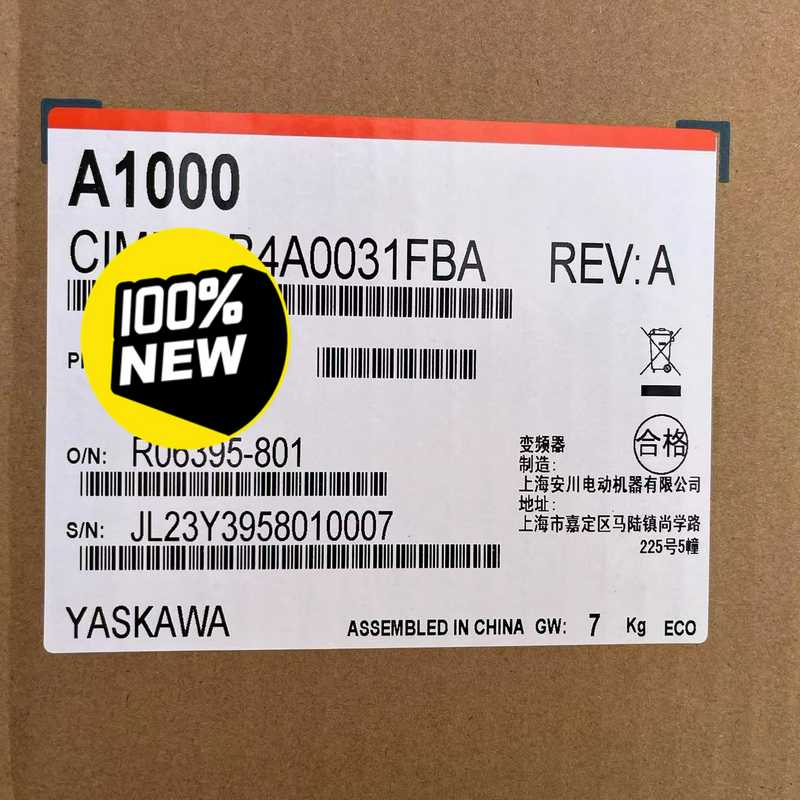 A1000
4A0031FBA REV: A
100%
NEW
O/N: R06395-801
S/N: JL23Y3958010007
变频器
制造:
上海安川电动机器有限公司
地址:
上海市嘉定区马陆镇尚学路
225号5幢
合格
YASKAWA ASSEMBLED IN CHINA GW: 7 Kg ECO